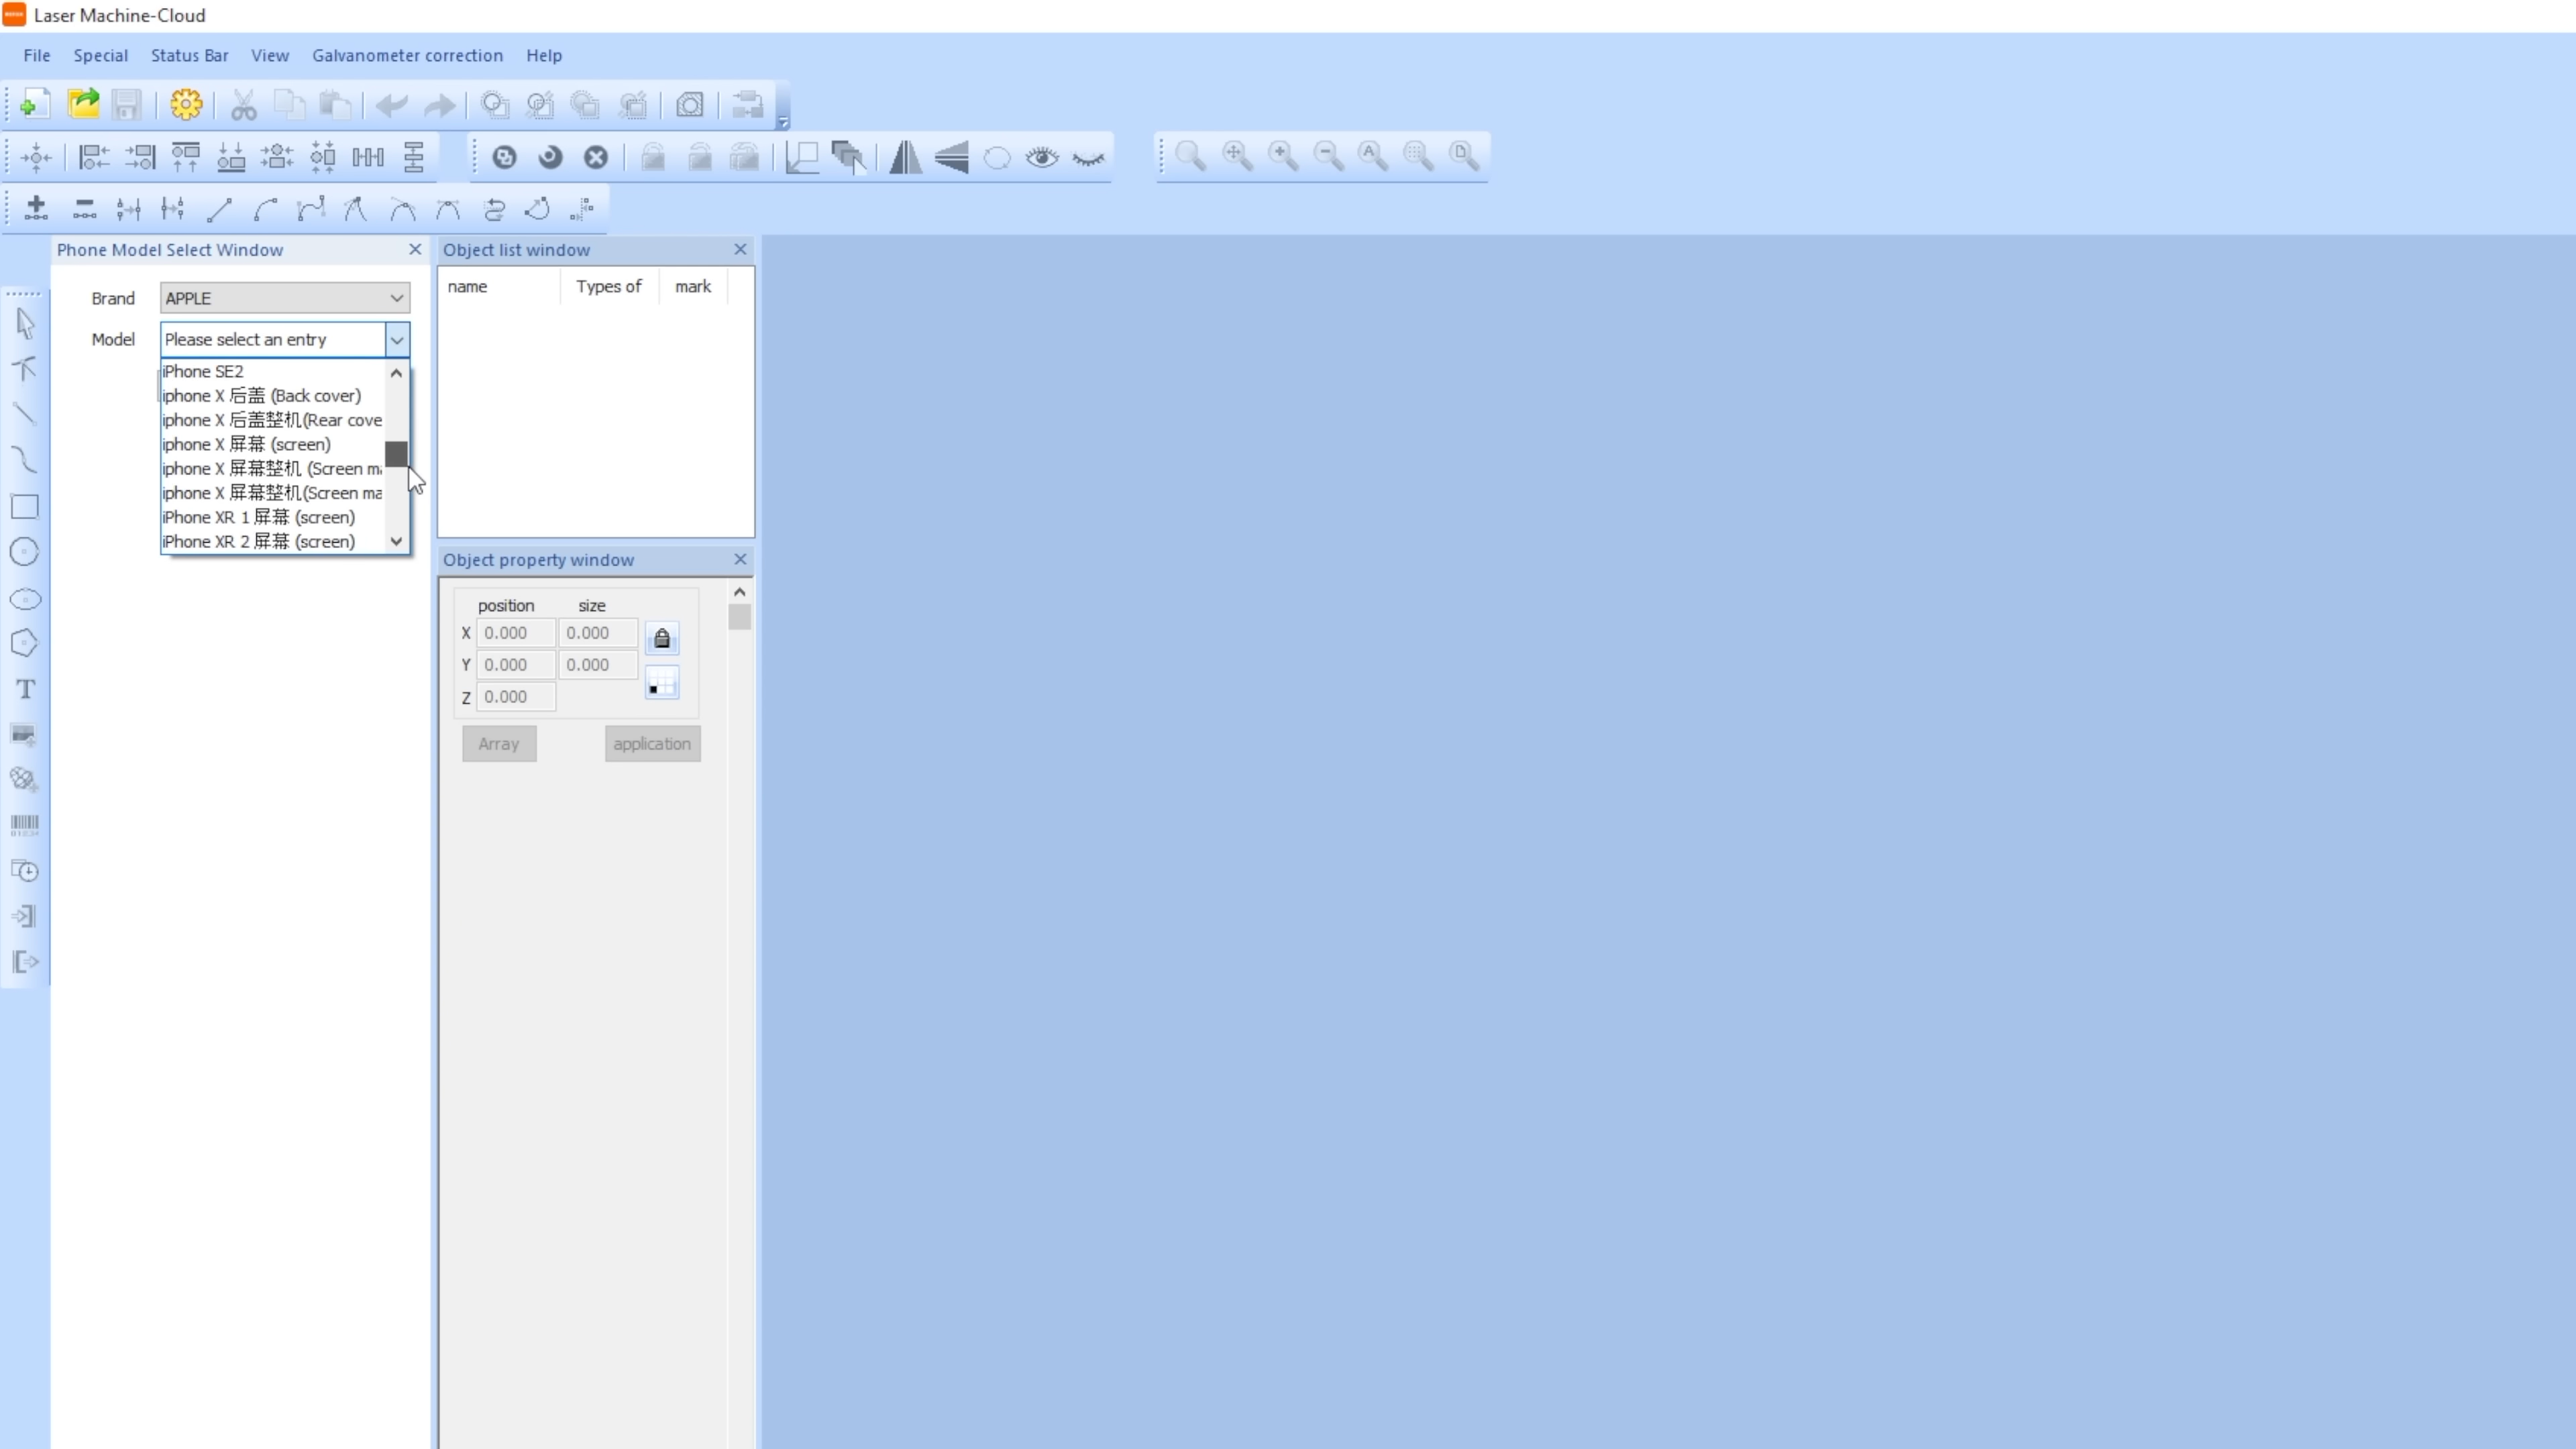 Laser Machine-Cloud
File Special Status Bar View Galvanometer correction Help
Phone Model Select Window
Brand APPLE
Model Please select an entry
iPhone SE2
iphone X 后盖 (Back cover)
iphone X 后盖整机(Rear cove
iphone X 屏幕 (screen)
iphone X 屏幕整机 (Screen ma
iphone X 屏幕整机(Screen ma
iPhone XR 1 屏幕 (screen)
iPhone XR 2 屏幕 (screen)
Object list window
name Types of mark
Object property window
position size
X 0.000 0.000
Y 0.000 0.000
Z 0.000
Array application